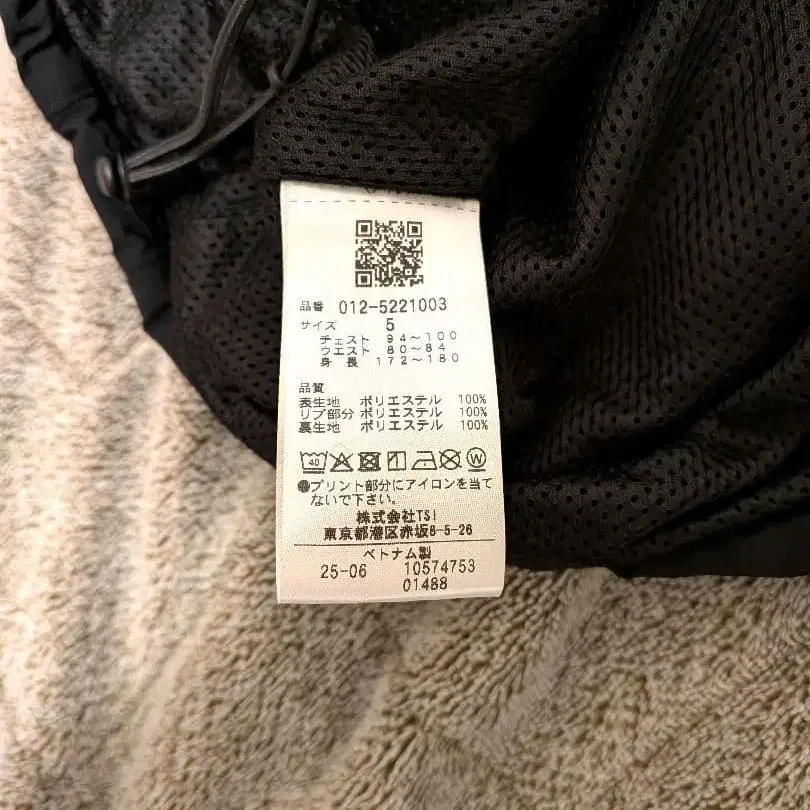 品番 012-5221003
サイズ 5
チェスト 94~100
ウエスト 80~84
身長 172~180
品質
表生地 ポリエステル 100%
リブ部分 ポリエステル 100%
裏生地 ポリエステル 100%
40 W
●プリント部分にアイロンを当て
ないで下さい。
株式会社TSI
東京都港区赤坂8-5-26
ベトナム製
25-06 10574753
01488